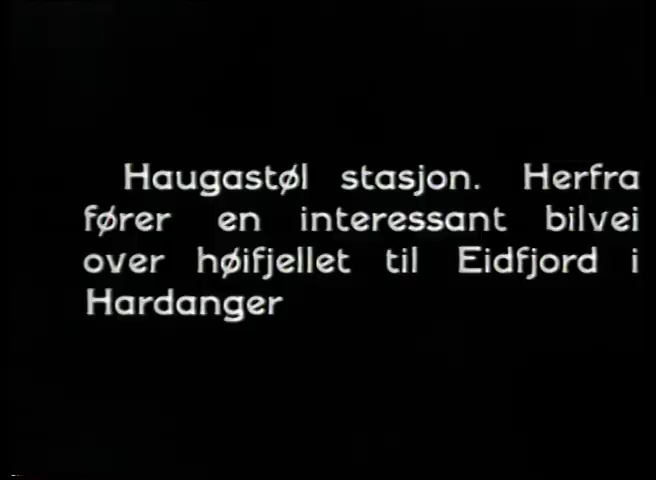 Haugastøl stasjon. Herfra
fører en interessant bilvei
over høifjellet til Eidfjord i
Hardanger